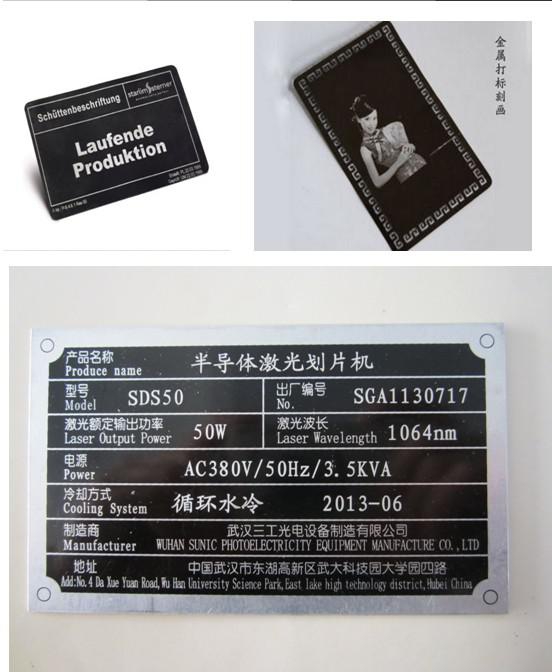 Schüttenbeschriftung
starlim sterner
Laufende
Produktion
金属打标刻画
产品名称
Produce name
半导体激光划片机
型号
Model
SDS50
出厂编号
No.
SGA1130717
激光额定输出功率
Laser Output Power
50W
激光波长
Laser Wavelength
1064nm
电源
Power
AC380V/50Hz/3.5KVA
冷却方式
Cooling System
循环水冷
2013-06
制造商
Manufacturer
武汉三工光电设备制造有限公司
WUHAN SUNIC PHOTOELECTRICITY EQUIPMENT MANUFACTURE CO.,LTD
地址
中国武汉市东湖高新区武大科技园大学园四路
Add:No.4 Da Xue Yuan Road,Wu Han University Science Park,East lake high technology district,Hubei China